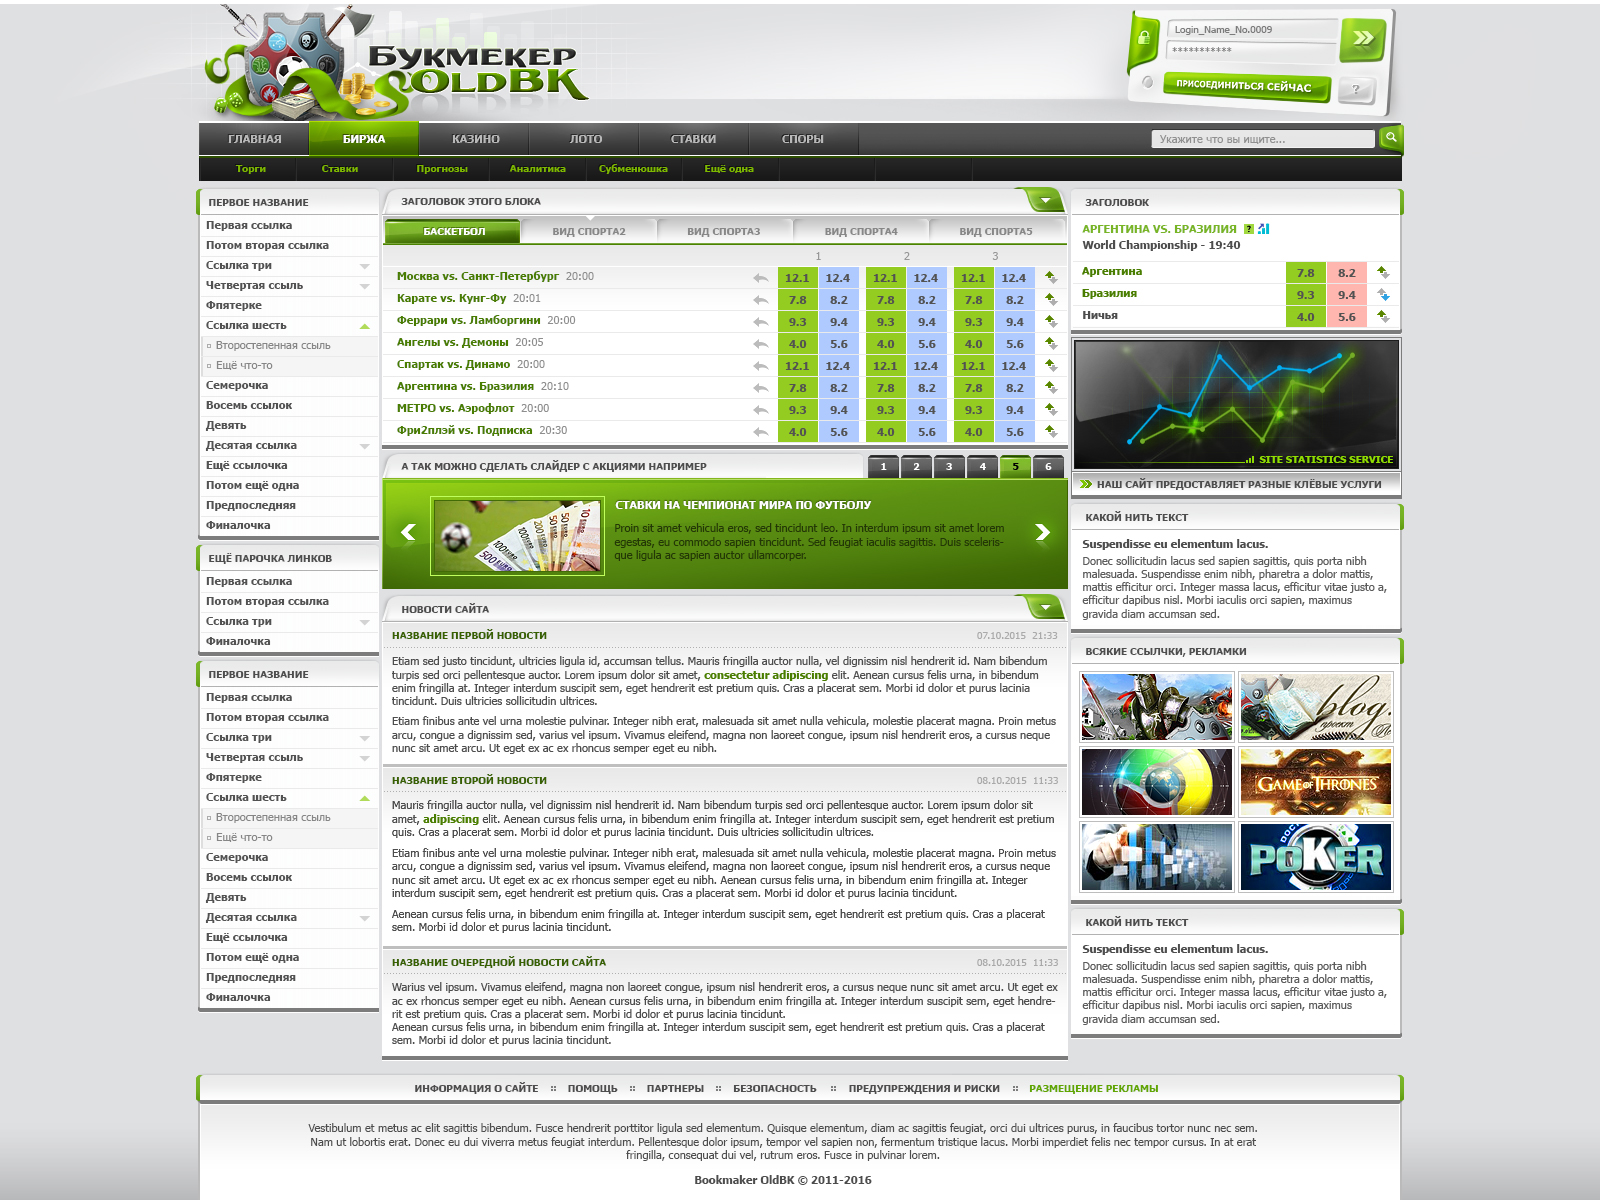 БУКМЕКЕР
OLDBK
Login_Name_No.0009
***********
ПРИСОЕДИНИТЬСЯ СЕЙЧАС
?
ГЛАВНАЯ БИРЖА КАЗИНО ЛОТО СТАВКИ СПОРЫ
Укажите что вы ищите...
Торги Ставки Прогнозы Аналитика Субменюшка Ещё одна
ПЕРВОЕ НАЗВАНИЕ
Первая ссылка
Потом вторая ссылка
Ссылка три
Четвертая ссыль
Фпятерке
Ссылка шесть
Второстепенная ссыль
Ещё что-то
Семерочка
Восемь ссылок
Девять
Десятая ссылка
Ещё ссылочка
Потом ещё одна
Предпоследняя
Финалочка
ЕЩЁ ПАРОЧКА ЛИНКОВ
Первая ссылка
Потом вторая ссылка
Ссылка три
Финалочка
ПЕРВОЕ НАЗВАНИЕ
Первая ссылка
Потом вторая ссылка
Ссылка три
Четвертая ссыль
Фпятерке
Ссылка шесть
Второстепенная ссыль
Ещё что-то
Семерочка
Восемь ссылок
Девять
Десятая ссылка
Ещё ссылочка
Потом ещё одна
Предпоследняя
Финалочка
ЗАГОЛОВОК ЭТОГО БЛОКА
БАСКЕТБОЛ ВИД СПОРТА2 ВИД СПОРТА3 ВИД СПОРТА4 ВИД СПОРТА5
1 2 3
Москва vs. Санкт-Петербург 20:00 12.1 12.4 12.1 12.4 12.1 12.4
Карате vs. Кунг-Фу 20:01 7.8 8.2 7.8 8.2 7.8 8.2
Феррари vs. Ламборгини 20:00 9.3 9.4 9.3 9.4 9.3 9.4
Ангелы vs. Демоны 20:05 4.0 5.6 4.0 5.6 4.0 5.6
Спартак vs. Динамо 20:00 12.1 12.4 12.1 12.4 12.1 12.4
Аргентина vs. Бразилия 20:10 7.8 8.2 7.8 8.2 7.8 8.2
МЕТРО vs. Аэрофлот 20:00 9.3 9.4 9.3 9.4 9.3 9.4
Фри2плэй vs. Подписка 20:30 4.0 5.6 4.0 5.6 4.0 5.6
А ТАК МОЖНО СДЕЛАТЬ СЛАЙДЕР С АКЦИЯМИ НАПРИМЕР
1 2 3 4 5 6
СТАВКИ НА ЧЕМПИОНАТ МИРА ПО ФУТБОЛУ
Proin sit amet vehicula eros, sed tincidunt leo. In interdum ipsum sit amet lorem
egestas, eu commodo sapien tincidunt. Sed feugiat iaculis sagittis. Duis sceleris-
que ligula ac sapien auctor ullamcorper.
НОВОСТИ САЙТА
НАЗВАНИЕ ПЕРВОЙ НОВОСТИ 07.10.2015 21:33
Etiam sed justo tincidunt, ultricies ligula id, accumsan tellus. Mauris fringilla auctor nulla, vel dignissim nisl hendrerit id. Nam bibendum
turpis sed orci pellentesque auctor. Lorem ipsum dolor sit amet, consectetur adipiscing elit. Aenean cursus felis urna, in bibendum
enim fringilla at. Integer interdum suscipit sem, eget hendrerit est pretium quis. Cras a placerat sem. Morbi id dolor et purus lacinia
tincidunt. Duis ultricies sollicitudin ultrices.
Etiam finibus ante vel urna molestie pulvinar. Integer nibh erat, malesuada sit amet nulla vehicula, molestie placerat magna. Proin metus
arcu, congue a dignissim sed, varius vel ipsum. Vivamus eleifend, magna non laoreet congue, ipsum nisl hendrerit eros, a cursus neque
nunc sit amet arcu. Ut eget ex ac ex rhoncus semper eget eu nibh.
НАЗВАНИЕ ВТОРОЙ НОВОСТИ 08.10.2015 11:33
Mauris fringilla auctor nulla, vel dignissim nisl hendrerit id. Nam bibendum turpis sed orci pellentesque auctor. Lorem ipsum dolor sit
amet, adipiscing elit. Aenean cursus felis urna, in bibendum enim fringilla at. Integer interdum suscipit sem, eget hendrerit est pretium
quis. Cras a placerat sem. Morbi id dolor et purus lacinia tincidunt. Duis ultricies sollicitudin ultrices.
Etiam finibus ante vel urna molestie pulvinar. Integer nibh erat, malesuada sit amet nulla vehicula, molestie placerat magna. Proin metus
arcu, congue a dignissim sed, varius vel ipsum. Vivamus eleifend, magna non laoreet congue, ipsum nisl hendrerit eros, a cursus neque
nunc sit amet arcu. Ut eget ex ac ex rhoncus semper eget eu nibh. Aenean cursus felis urna, in bibendum enim fringilla at. Integer
interdum suscipit sem, eget hendrerit est pretium quis. Cras a placerat sem. Morbi id dolor et purus lacinia tincidunt.
Aenean cursus felis urna, in bibendum enim fringilla at. Integer interdum suscipit sem, eget hendrerit est pretium quis. Cras a placerat
sem. Morbi id dolor et purus lacinia tincidunt.
НАЗВАНИЕ ОЧЕРЕДНОЙ НОВОСТИ САЙТА 08.10.2015 11:33
Warius vel ipsum. Vivamus eleifend, magna non laoreet congue, ipsum nisl hendrerit eros, a cursus neque nunc sit amet arcu. Ut eget ex
ac ex rhoncus semper eget eu nibh. Aenean cursus felis urna, in bibendum enim fringilla at. Integer interdum suscipit sem, eget hendre-
rit est pretium quis. Cras a placerat sem. Morbi id dolor et purus lacinia tincidunt.
Aenean cursus felis urna, in bibendum enim fringilla at. Integer interdum suscipit sem, eget hendrerit est pretium quis. Cras a placerat
sem. Morbi id dolor et purus lacinia tincidunt.
ЗАГОЛОВОК
АРГЕНТИНА VS. БРАЗИЛИЯ ?
World Championship - 19:40
Аргентина 7.8 8.2
Бразилия 9.3 9.4
Ничья 4.0 5.6
SITE STATISTICS SERVICE
НАШ САЙТ ПРЕДОСТАВЛЯЕТ РАЗНЫЕ КЛЁВЫЕ УСЛУГИ
КАКОЙ НИТЬ ТЕКСТ
Suspendisse eu elementum lacus.
Donec sollicitudin lacus sed sapien sagittis, quis porta nibh
malesuada. Suspendisse enim nibh, pharetra a dolor mattis,
mattis efficitur orci. Integer massa lacus, efficitur vitae justo a,
efficitur dapibus nisl. Morbi iaculis orci sapien, maximus
gravida diam accumsan sed.
ВСЯКИЕ ССЫЛЧКИ, РЕКЛАМКИ
blog.
проект
GAME OF THRONES
POKER
КАКОЙ НИТЬ ТЕКСТ
Suspendisse eu elementum lacus.
Donec sollicitudin lacus sed sapien sagittis, quis porta nibh
malesuada. Suspendisse enim nibh, pharetra a dolor mattis,
mattis efficitur orci. Integer massa lacus, efficitur vitae justo a,
efficitur dapibus nisl. Morbi iaculis orci sapien, maximus
gravida diam accumsan sed.
ИНФОРМАЦИЯ О САЙТЕ :: ПОМОЩЬ :: ПАРТНЕРЫ :: БЕЗОПАСНОСТЬ :: ПРЕДУПРЕЖДЕНИЯ И РИСКИ :: РАЗМЕЩЕНИЕ РЕКЛАМЫ
Vestibulum et metus ac elit sagittis bibendum. Fusce hendrerit porttitor ligula sed elementum. Quisque elementum, diam ac sagittis feugiat, orci dui ultrices purus, in faucibus tortor nunc nec sem.
Nam ut lobortis erat. Donec eu dui viverra metus feugiat interdum. Pellentesque dolor ipsum, tempor vel sapien non, fermentum tristique lacus. Morbi imperdiet felis nec tempor cursus. In at erat
fringilla, consequat dui vel, rutrum eros. Fusce in pulvinar lorem.
Bookmaker OldBK © 2011-2016